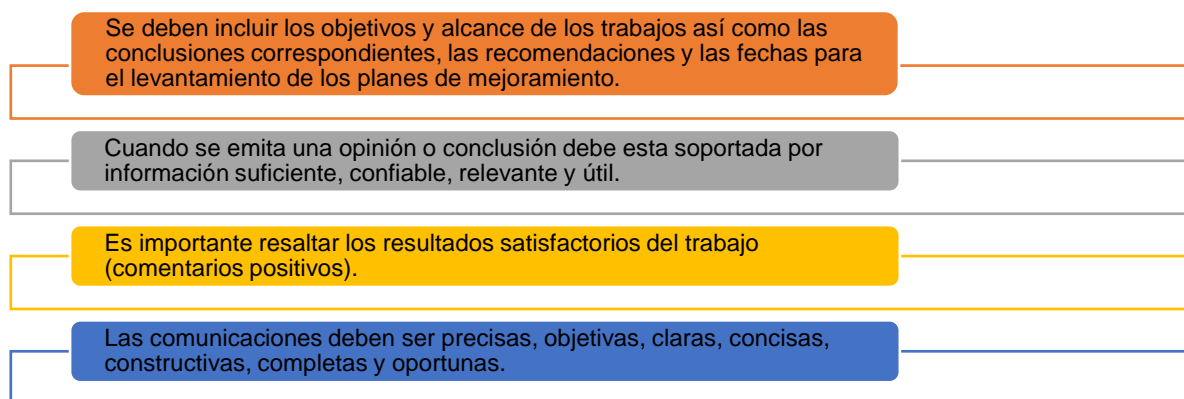 Se deben incluir los objetivos y alcance de los trabajos así como las
conclusiones correspondientes, las recomendaciones y las fechas para
el levantamiento de los planes de mejoramiento.
Cuando se emita una opinión o conclusión debe esta soportada por
información suficiente, confiable, relevante y útil.
Es importante resaltar los resultados satisfactorios del trabajo
(comentarios positivos).
Las comunicaciones deben ser precisas, objetivas, claras, concisas,
constructivas, completas y oportunas.